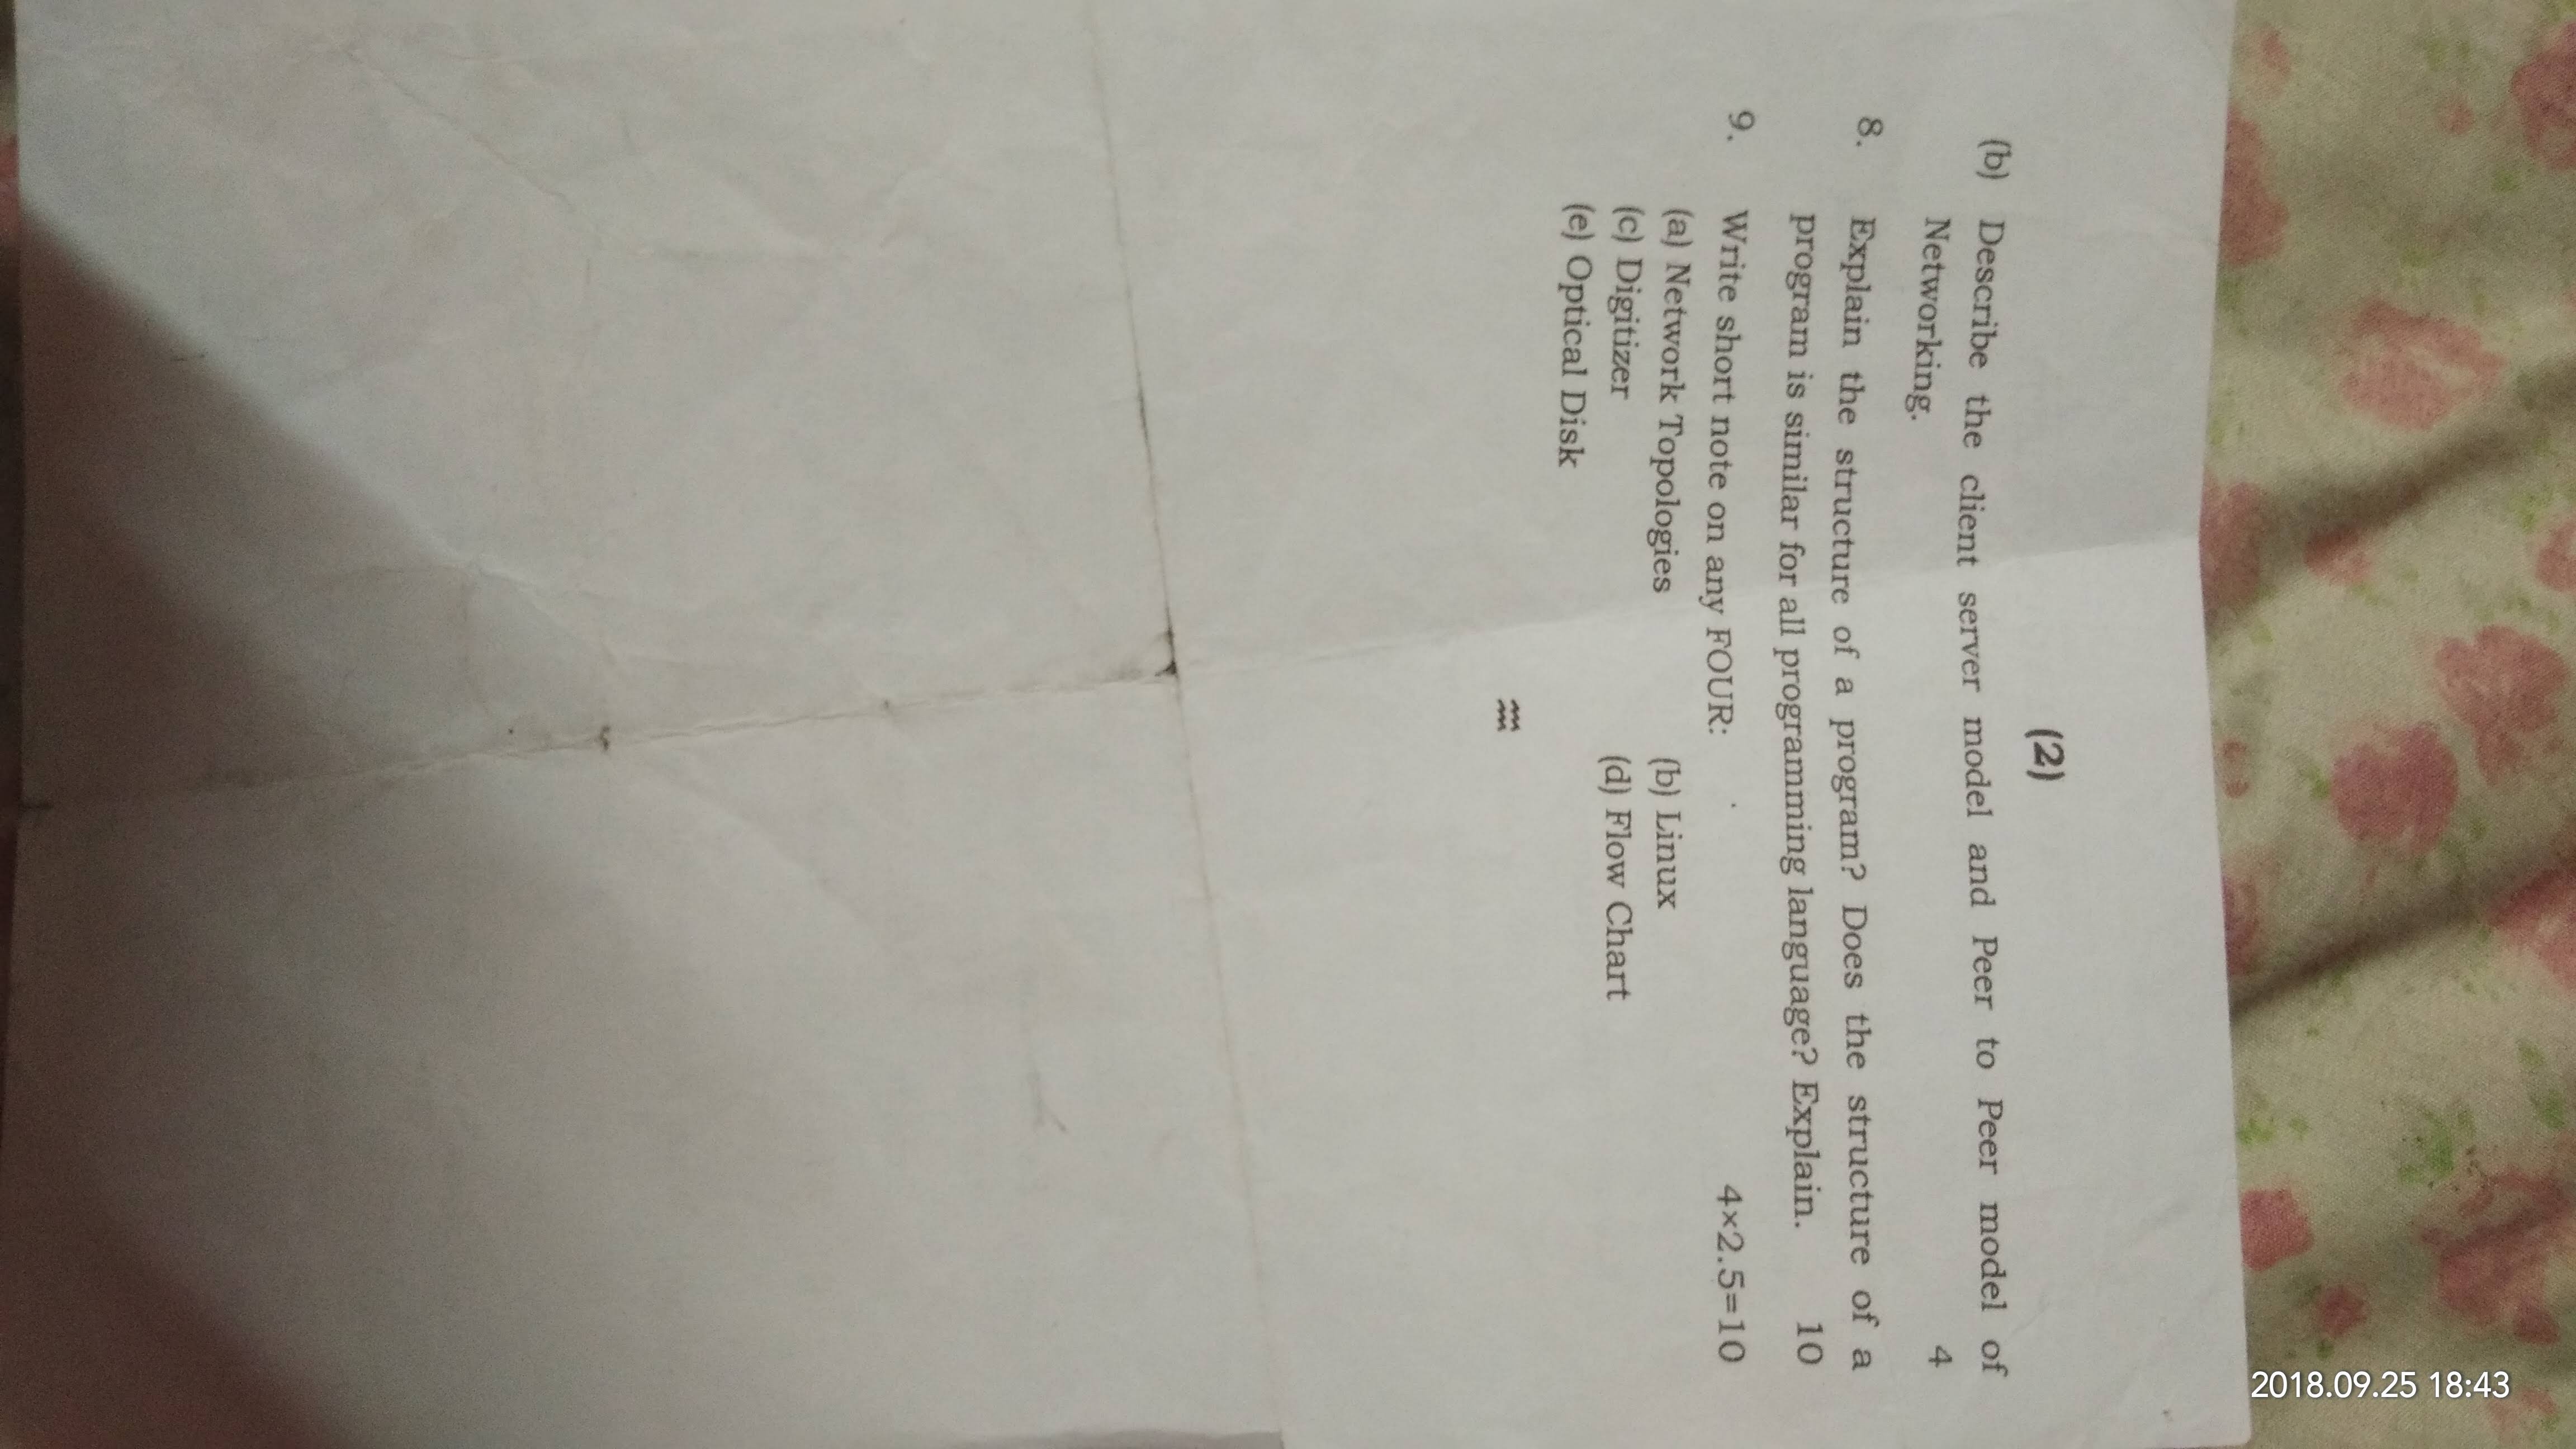 2018.09.25 18:43
(2)
(b) Describe the client server model and Peer to Peer model of
Networking. 4
8. Explain the structure of a program? Does the structure of a
program is similar for all programming language? Explain. 10
9. Write short note on any FOUR: 4×2.5=10
(a) Network Topologies (b) Linux
(c) Digitizer (d) Flow Chart
(e) Optical Disk